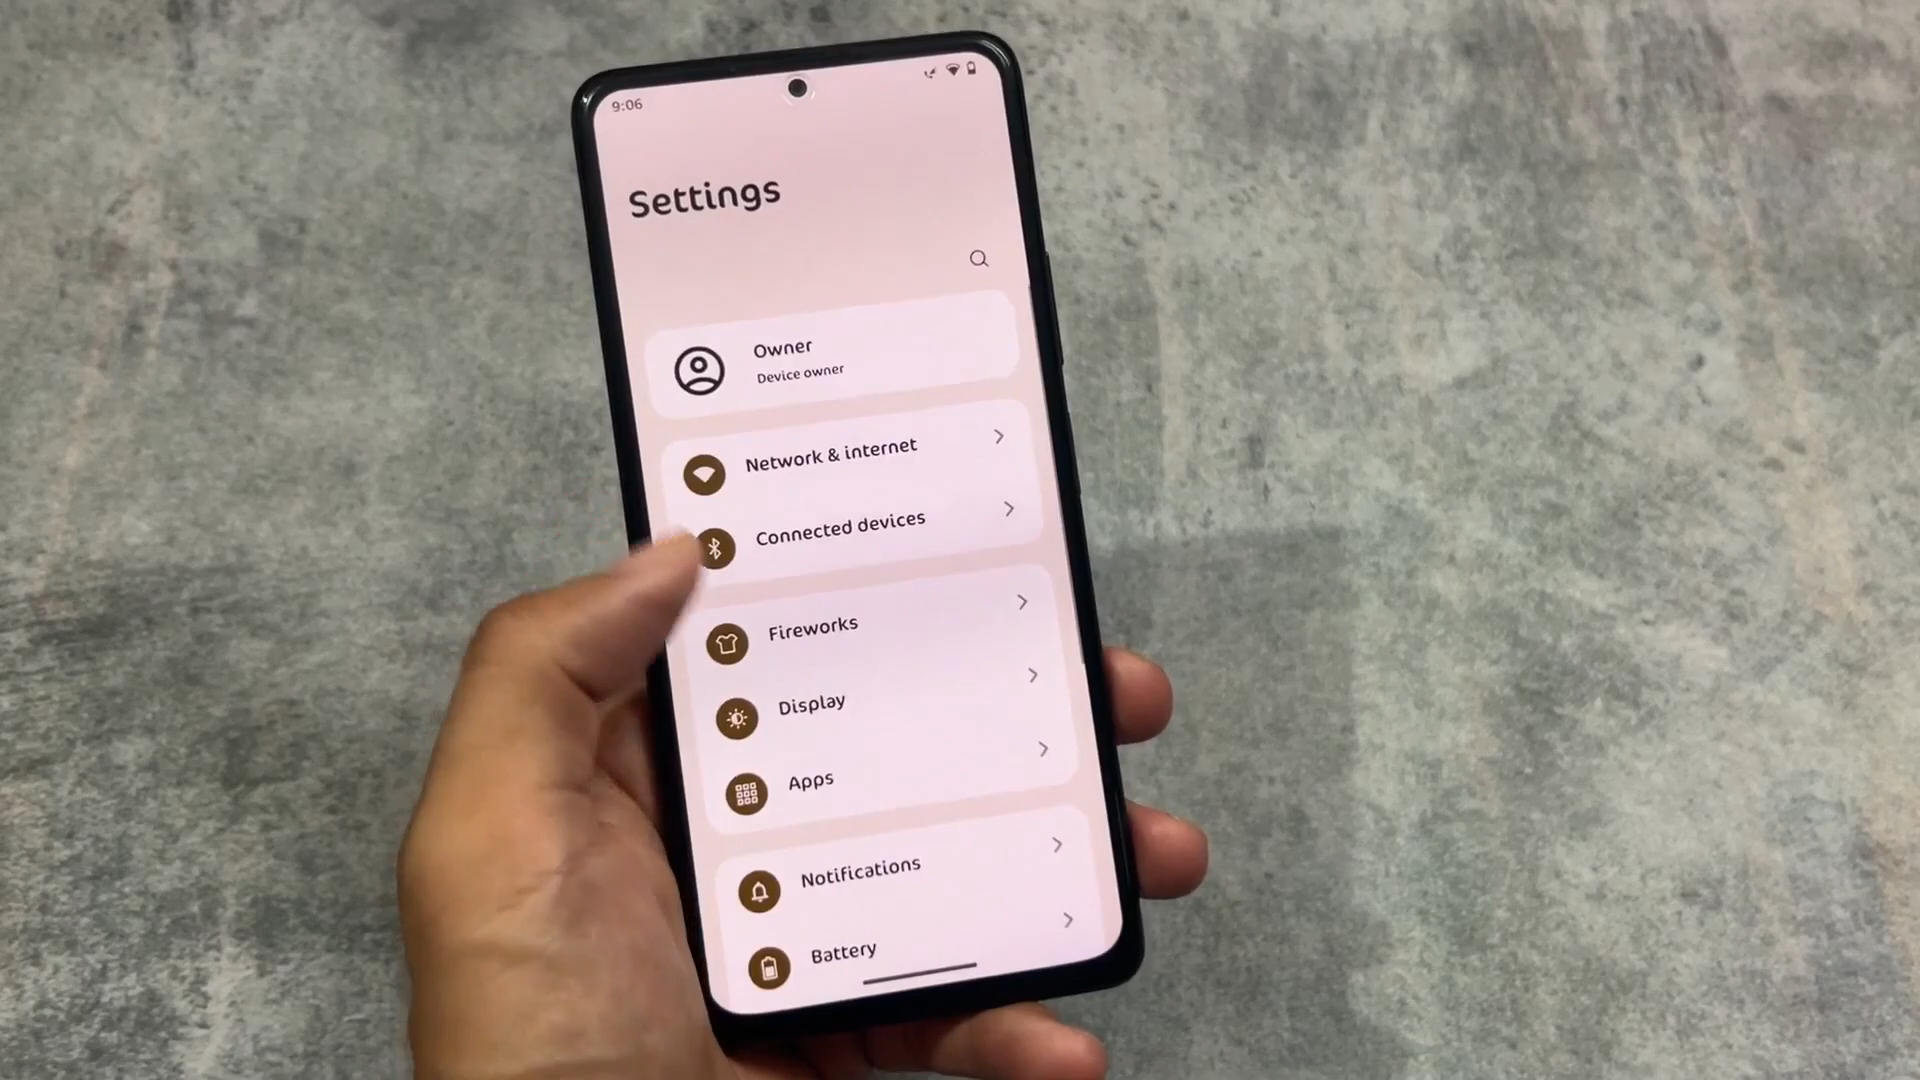 9:06
Settings
Owner
Device owner
Network & internet
Connected devices
Fireworks
Display
Apps
Notifications
Battery